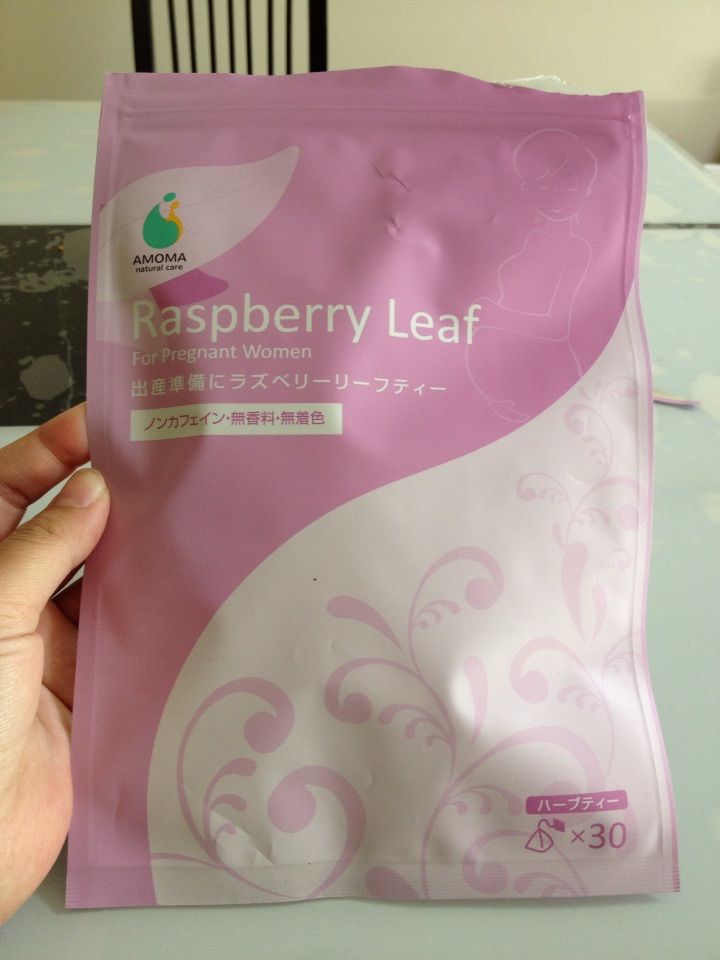 AMOMA
natural care
Raspberry Leaf
For Pregnant Women
出産準備にラズベリーリーフティー
ノンカフェイン・無香料・無着色
ハーブティー
×30